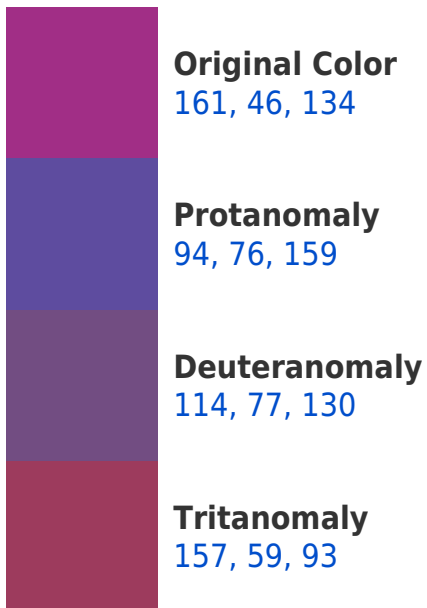 Original Color
161, 46, 134
Protanomaly
94, 76, 159
Deuteranomaly
114, 77, 130
Tritanomaly
157, 59, 93